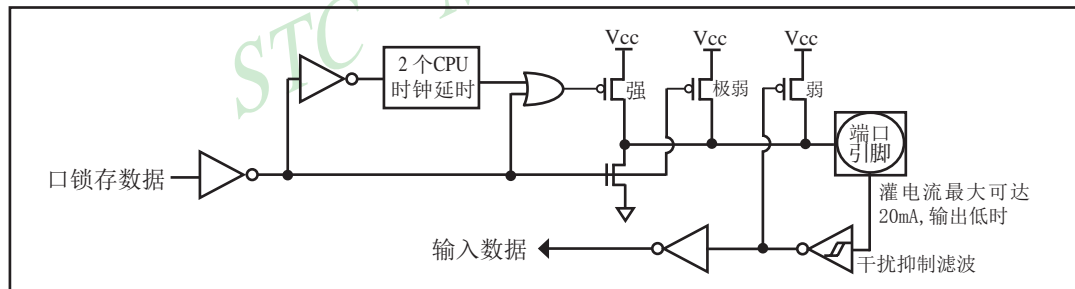 STC
Vcc
Vcc
Vcc
2 个CPU
时钟延时
强
极弱
弱
端口
引脚
口锁存数据
灌电流最大可达
20mA,输出低时
输入数据
干扰抑制滤波